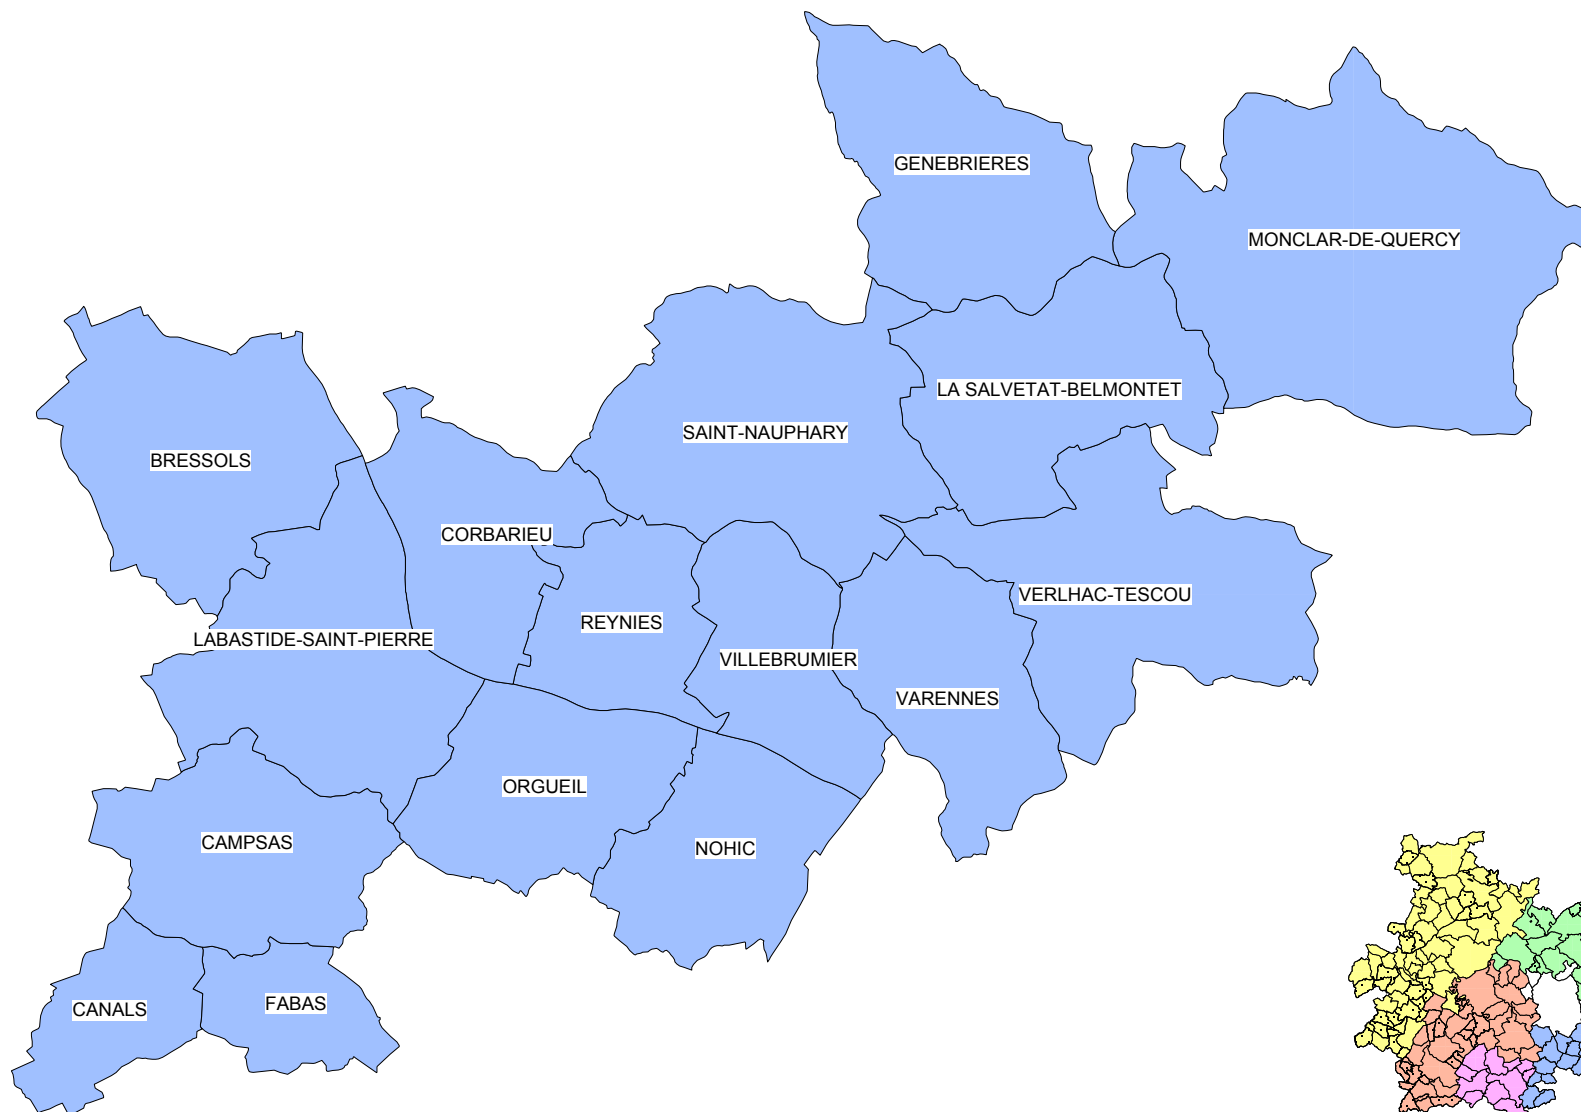 GENEBRIERES
MONCLAR-DE-QUERCY
LA SALVETAT-BELMONTET
SAINT-NAUPHARY
BRESSOLS
CORBARIEU
VERLHAC-TESCOU
REYNIES
LABASTIDE-SAINT-PIERRE
VILLEBRUMIER
VARENNES
ORGUEIL
CAMPSAS
NOHIC
FABAS
CANALS